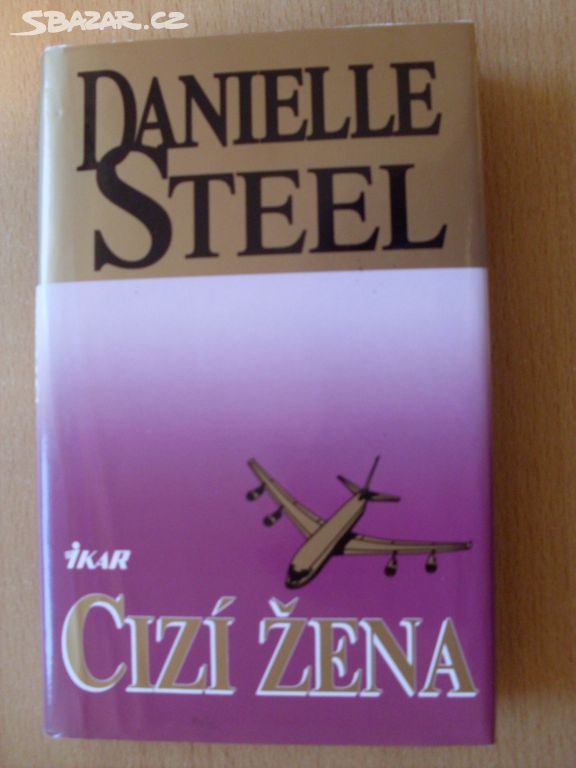 SBAZAR.CZ
DANIELLE
STEEL
IKAR
CIZÍ ŽENA